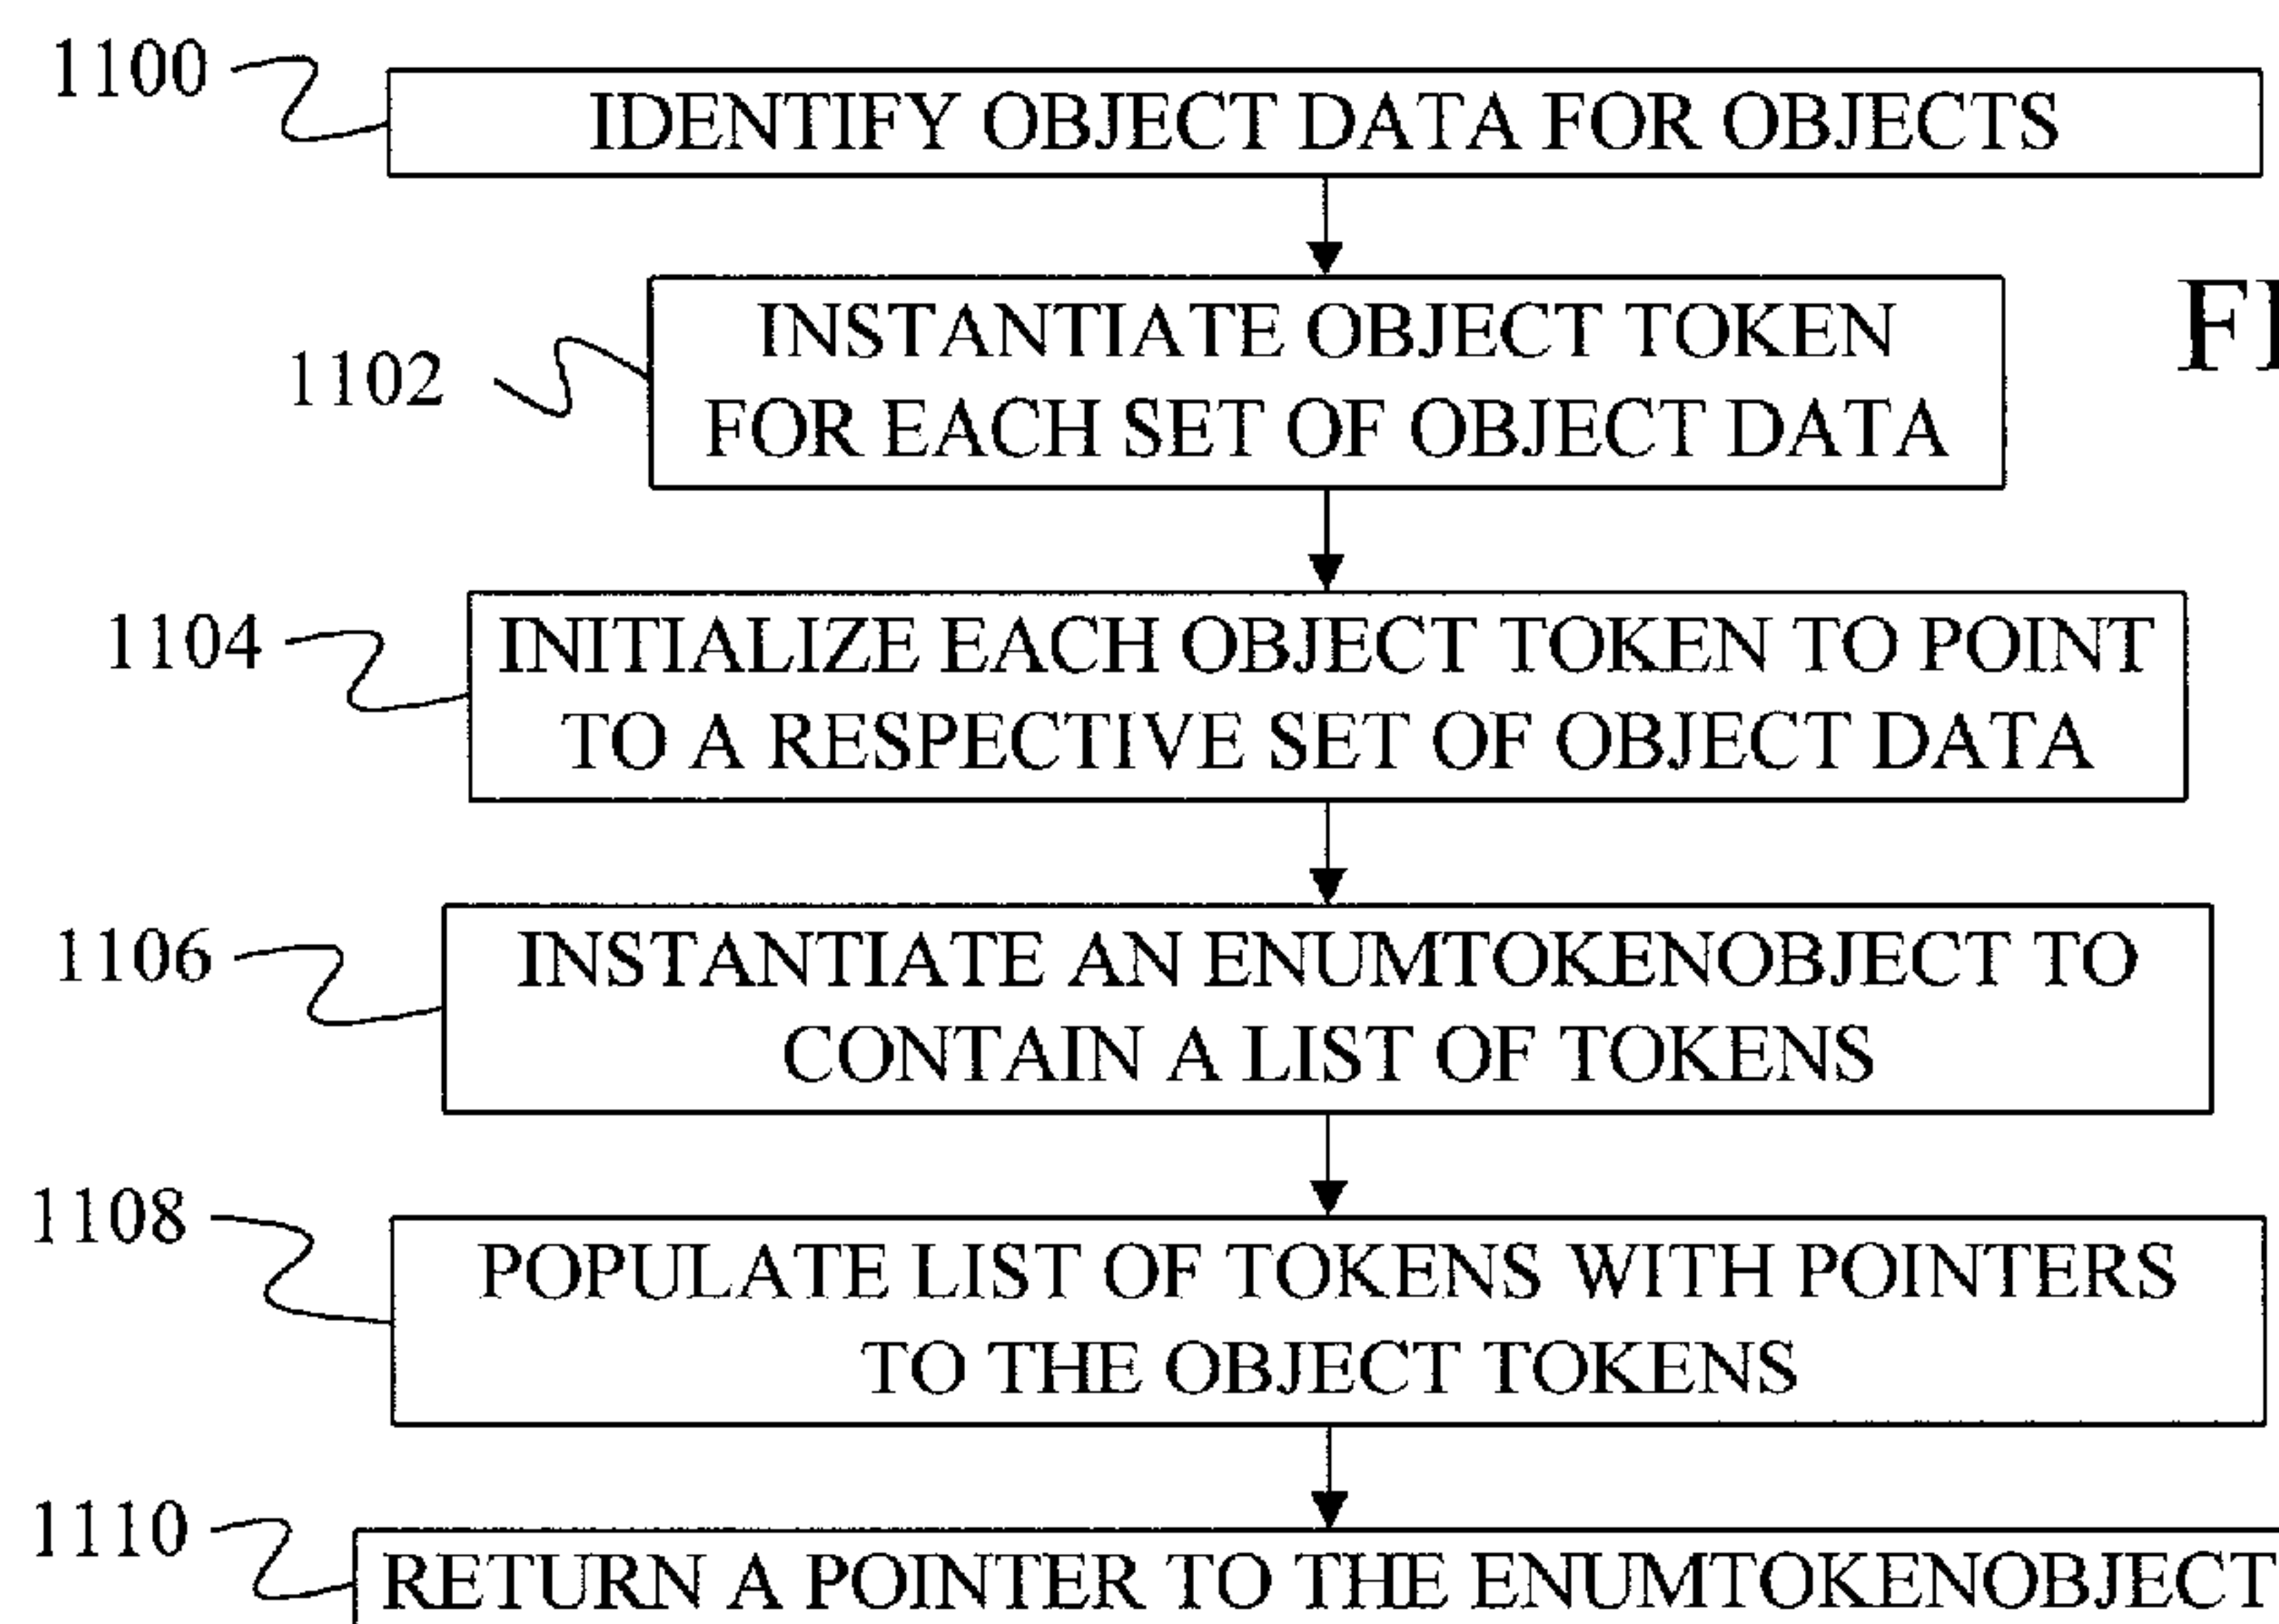 1100
IDENTIFY OBJECT DATA FOR OBJECTS
1102
INSTANTIATE OBJECT TOKEN
FOR EACH SET OF OBJECT DATA
1104
INITIALIZE EACH OBJECT TOKEN TO POINT
TO A RESPECTIVE SET OF OBJECT DATA
1106
INSTANTIATE AN ENUMTOKENOBJECT TO
CONTAIN A LIST OF TOKENS
1108
POPULATE LIST OF TOKENS WITH POINTERS
TO THE OBJECT TOKENS
1110
RETURN A POINTER TO THE ENUMTOKENOBJECT